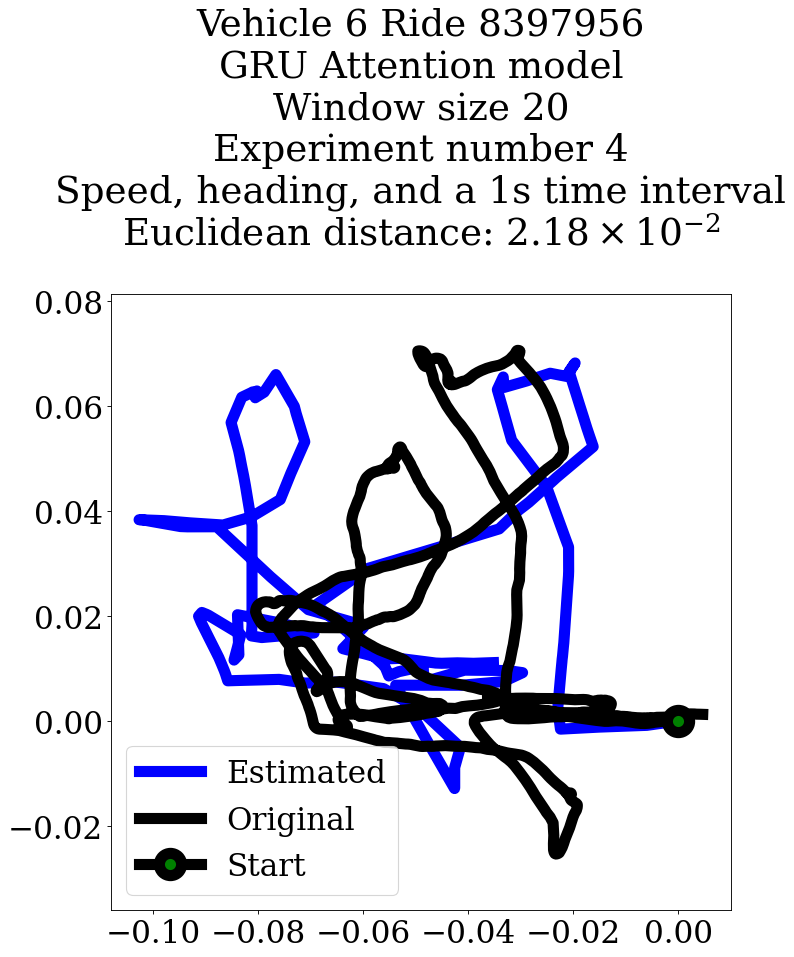 Vehicle 6 Ride 8397956
GRU Attention model
Window size 20
Experiment number 4
Speed, heading, and a 1s time interval
Euclidean distance: 2.18 × 10⁻²
0.08
0.06
0.04
0.02
0.00
−0.02
Estimated
Original
Start
−0.10 −0.08 −0.06 −0.04 −0.02 0.00